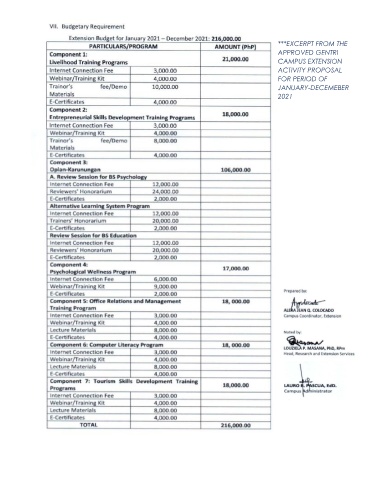 VII. Budgetary Requirement
Extension Budget for January 2021 – December 2021: 216,000.00
PARTICULARS/PROGRAM AMOUNT (PhP)
Component 1:
Livelihood Training Programs 21,000.00
Internet Connection Fee 3,000.00
Webinar/Training Kit 4,000.00
Trainor's fee/Demo 10,000.00
Materials
E-Certificates 4,000.00
Component 2:
Entrepreneurial Skills Development Training Programs 18,000.00
Internet Connection Fee 3,000.00
Webinar/Training Kit 4,000.00
Trainor's fee/Demo 8,000.00
Materials
E-Certificates 4,000.00
Component 3:
Oplan-Karunungan 106,000.00
A. Review Session for BS Psychology
Internet Connection Fee 12,000.00
Reviewers' Honorarium 24,000.00
E-Certificates 2,000.00
Alternative Learning System Program
Internet Connection Fee 12,000.00
Trainers' Honorarium 20,000.00
E-Certificates 2,000.00
Review Session for BS Education
Internet Connection Fee 12,000.00
Reviewers' Honorarium 20,000.00
E-Certificates 2,000.00
Component 4:
Psychological Wellness Program 17,000.00
Internet Connection Fee 6,000.00
Webinar/Training Kit 9,000.00
E-Certificates 2,000.00
Component 5: Office Relations and Management 18, 000.00
Training Program
Internet Connection Fee 3,000.00
Webinar/Training Kit 4,000.00
Lecture Materials 8,000.00
E-Certificates 4,000.00
Component 6: Computer Literacy Program 18, 000.00
Internet Connection Fee 3,000.00
Webinar/Training Kit 4,000.00
Lecture Materials 8,000.00
E-Certificates 4,000.00
Component 7: Tourism Skills Development Training
Programs 18,000.00
Internet Connection Fee 3,000.00
Webinar/Training Kit 4,000.00
Lecture Materials 8,000.00
E-Certificates 4,000.00
TOTAL 216,000.00
***EXCERPT FROM THE
APPROVED GENTRI
CAMPUS EXTENSION
ACTIVITY PROPOSAL
FOR PERIOD OF
JANUARY-DECEMEBER
2021
Prepared by:
JEAN Q. COLOCADO
Campus Coordinator, Extension
Noted by:
P. MASANA, PhD,
Head, Research and Extension Services
LAURO B. PASCUA, EdD.
Campus Administrator